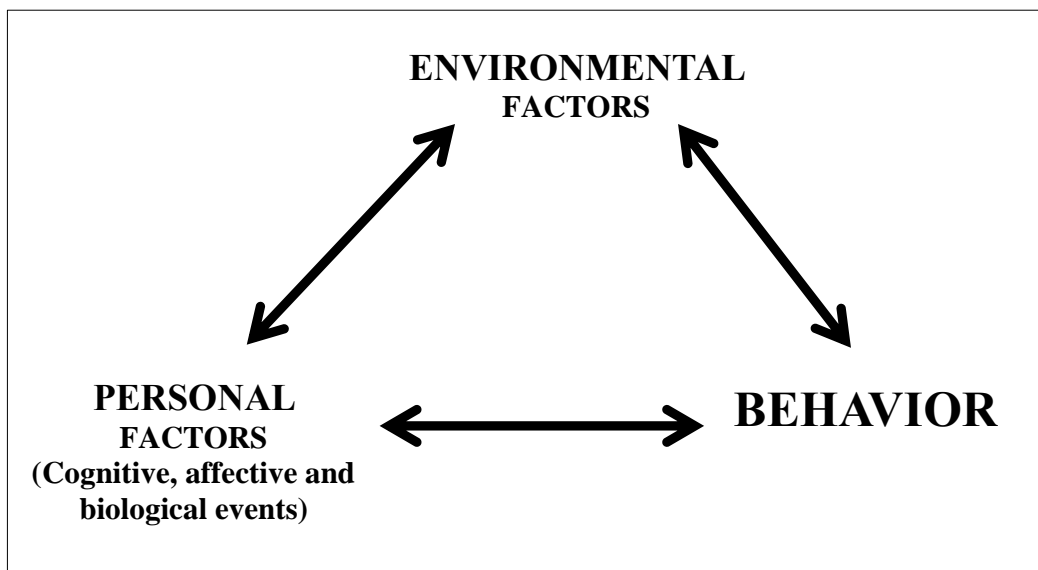 ENVIRONMENTAL
FACTORS
PERSONAL
FACTORS
(Cognitive, affective and
biological events)
BEHAVIOR